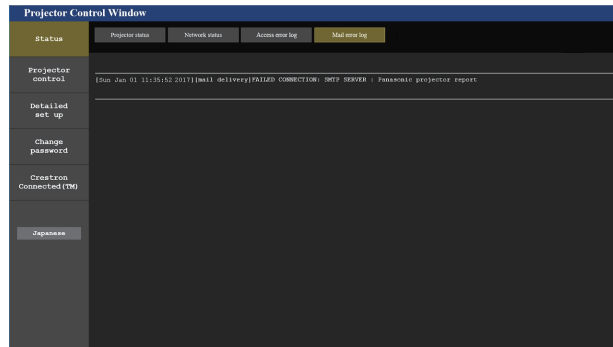 Projector Control Window
Status
Projector status
Network status
Access error log
Mail error log
Projector
control
Detailed
set up
Change
password
Crestron
Connected(TM)
Japanese
[Sun Jan 01 11:35:52 2017][mail delivery]FAILED CONNECTION: SMTP SERVER : Panasonic projector report